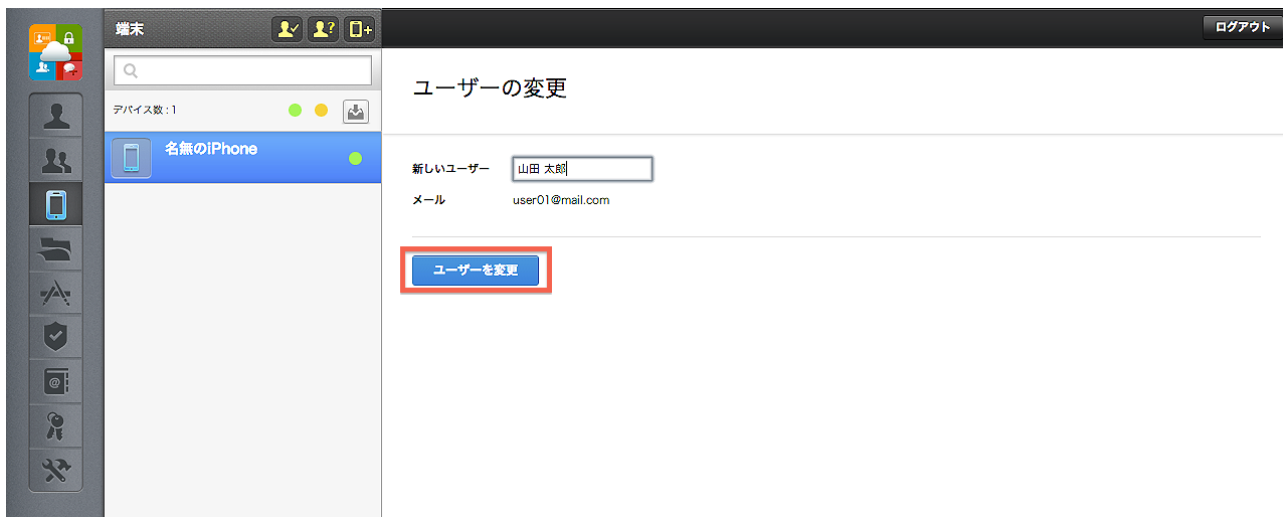 端末
ログアウト
デバイス数 : 1
名無のiPhone
ユーザーの変更
新しいユーザー 山田 太郎
メール user01@mail.com
ユーザーを変更